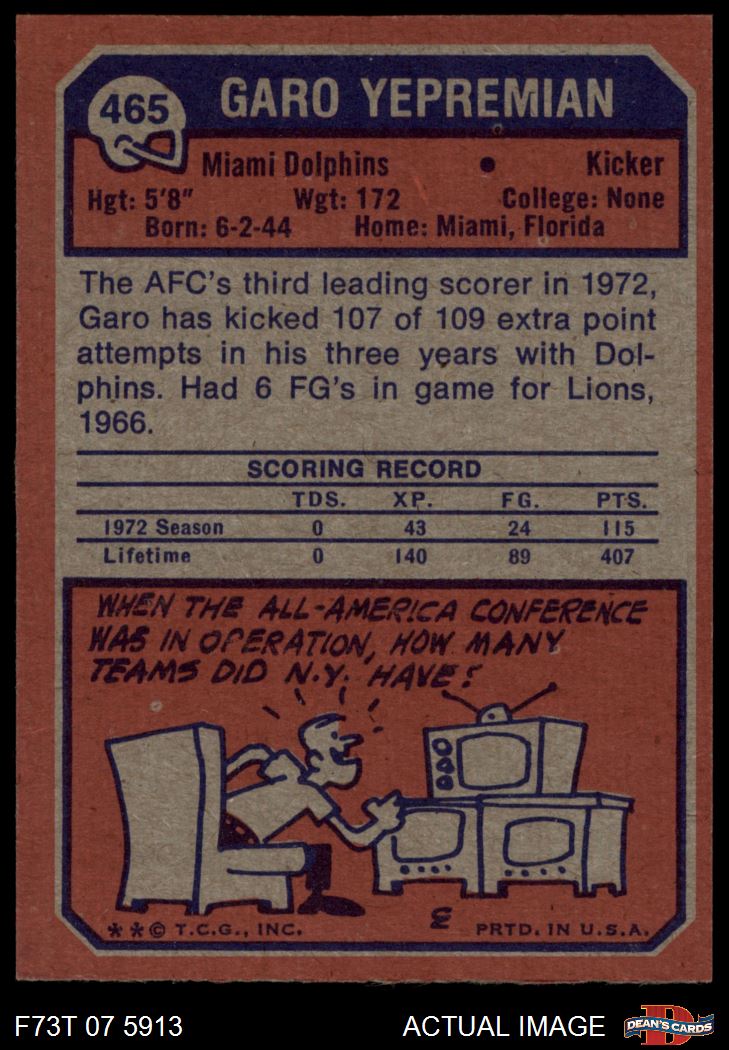 465
GARO YEPREMIAN
Miami Dolphins • Kicker
Hgt: 5'8" Wgt: 172 College: None
Born: 6-2-44 Home: Miami, Florida
The AFC's third leading scorer in 1972,
Garo has kicked 107 of 109 extra point
attempts in his three years with Dol-
phins. Had 6 FG's in game for Lions,
1966.
SCORING RECORD
TDS. XP. FG. PTS.
1972 Season 0 43 24 115
Lifetime 0 140 89 407
WHEN THE ALL-AMERICA CONFERENCE
WAS IN OPERATION, HOW MANY
TEAMS DID N.Y. HAVE?
**© T.C.G., INC. PRTD. IN U.S.A.
F73T 07 5913 ACTUAL IMAGE DEAN'S CARDS